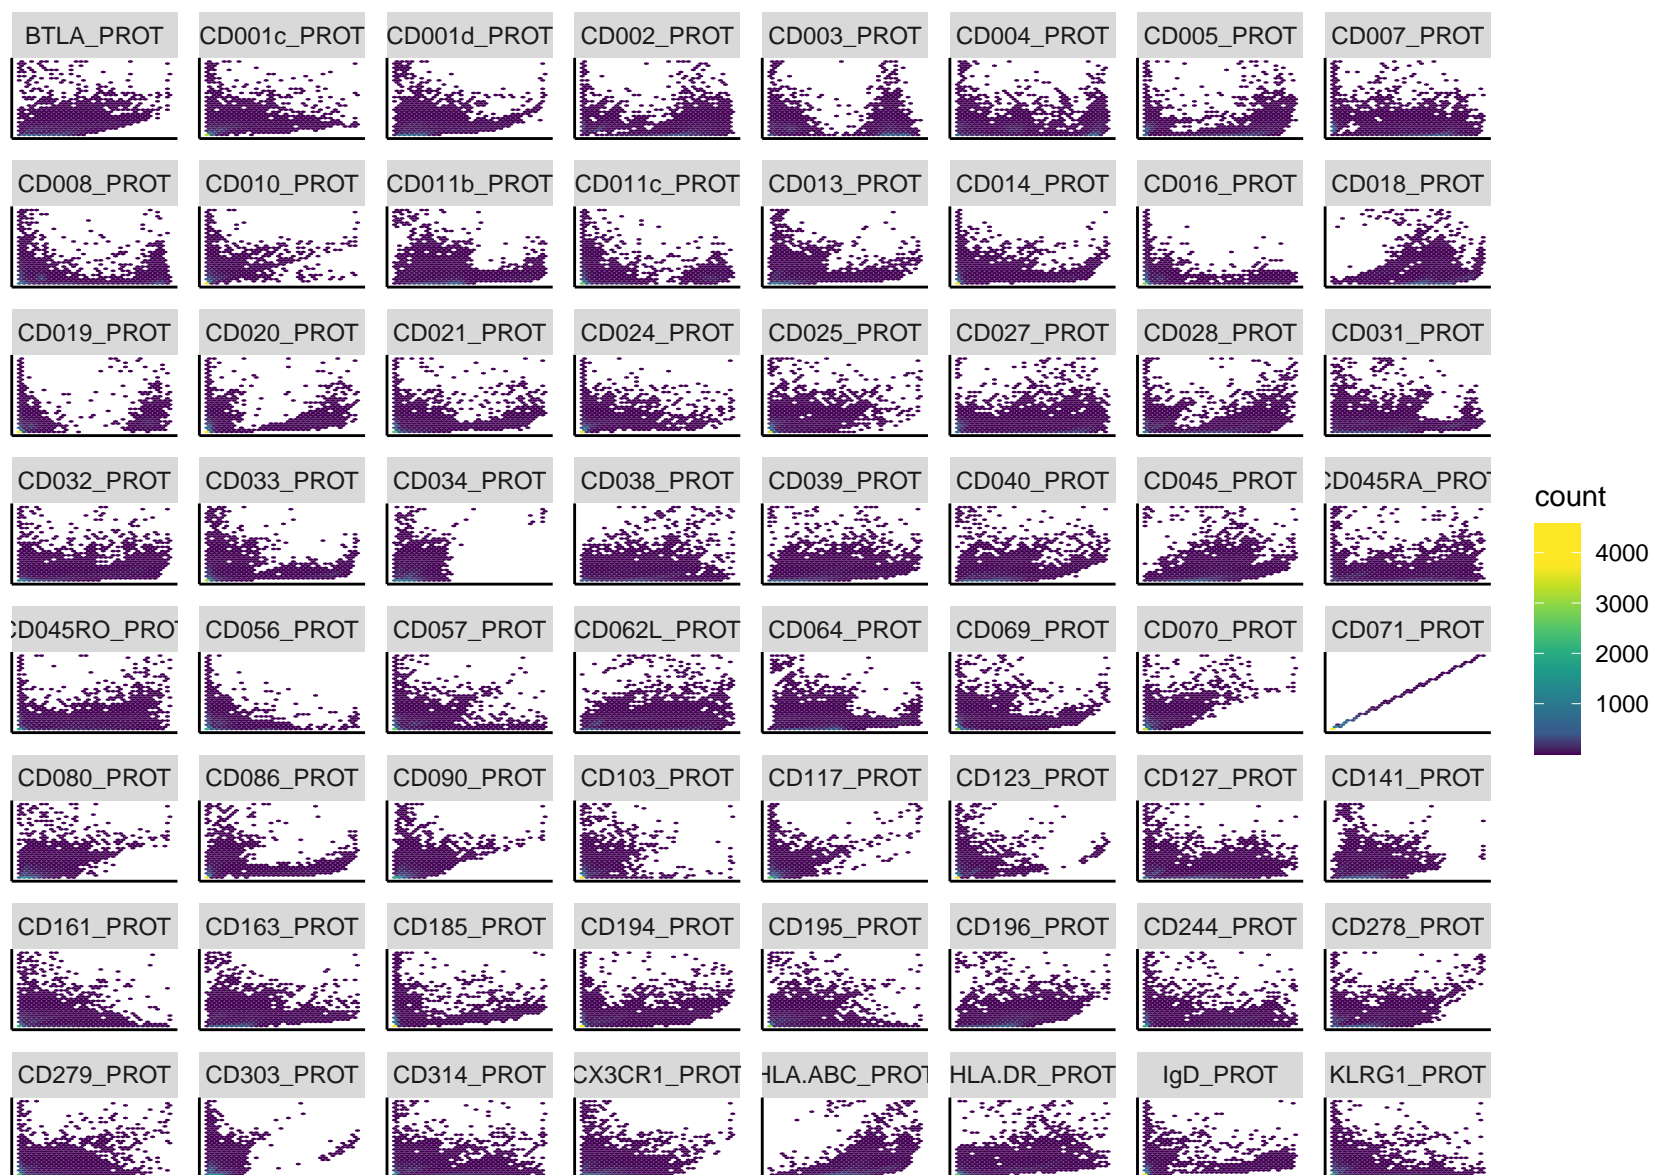 BTLA_PROT CD001c_PROT CD001d_PROT CD002_PROT CD003_PROT CD004_PROT CD005_PROT CD007_PROT
CD008_PROT CD010_PROT CD011b_PROT CD011c_PROT CD013_PROT CD014_PROT CD016_PROT CD018_PROT
CD019_PROT CD020_PROT CD021_PROT CD024_PROT CD025_PROT CD027_PROT CD028_PROT CD031_PROT
CD032_PROT CD033_PROT CD034_PROT CD038_PROT CD039_PROT CD040_PROT CD045_PROT CD045RA_PROT
count
4000
3000
2000
1000
CD045RO_PROT CD056_PROT CD057_PROT CD062L_PROT CD064_PROT CD069_PROT CD070_PROT CD071_PROT
CD080_PROT CD086_PROT CD090_PROT CD103_PROT CD117_PROT CD123_PROT CD127_PROT CD141_PROT
CD161_PROT CD163_PROT CD185_PROT CD194_PROT CD195_PROT CD196_PROT CD244_PROT CD278_PROT
CD279_PROT CD303_PROT CD314_PROT CX3CR1_PROT HLA.ABC_PROT HLA.DR_PROT IgD_PROT KLRG1_PROT